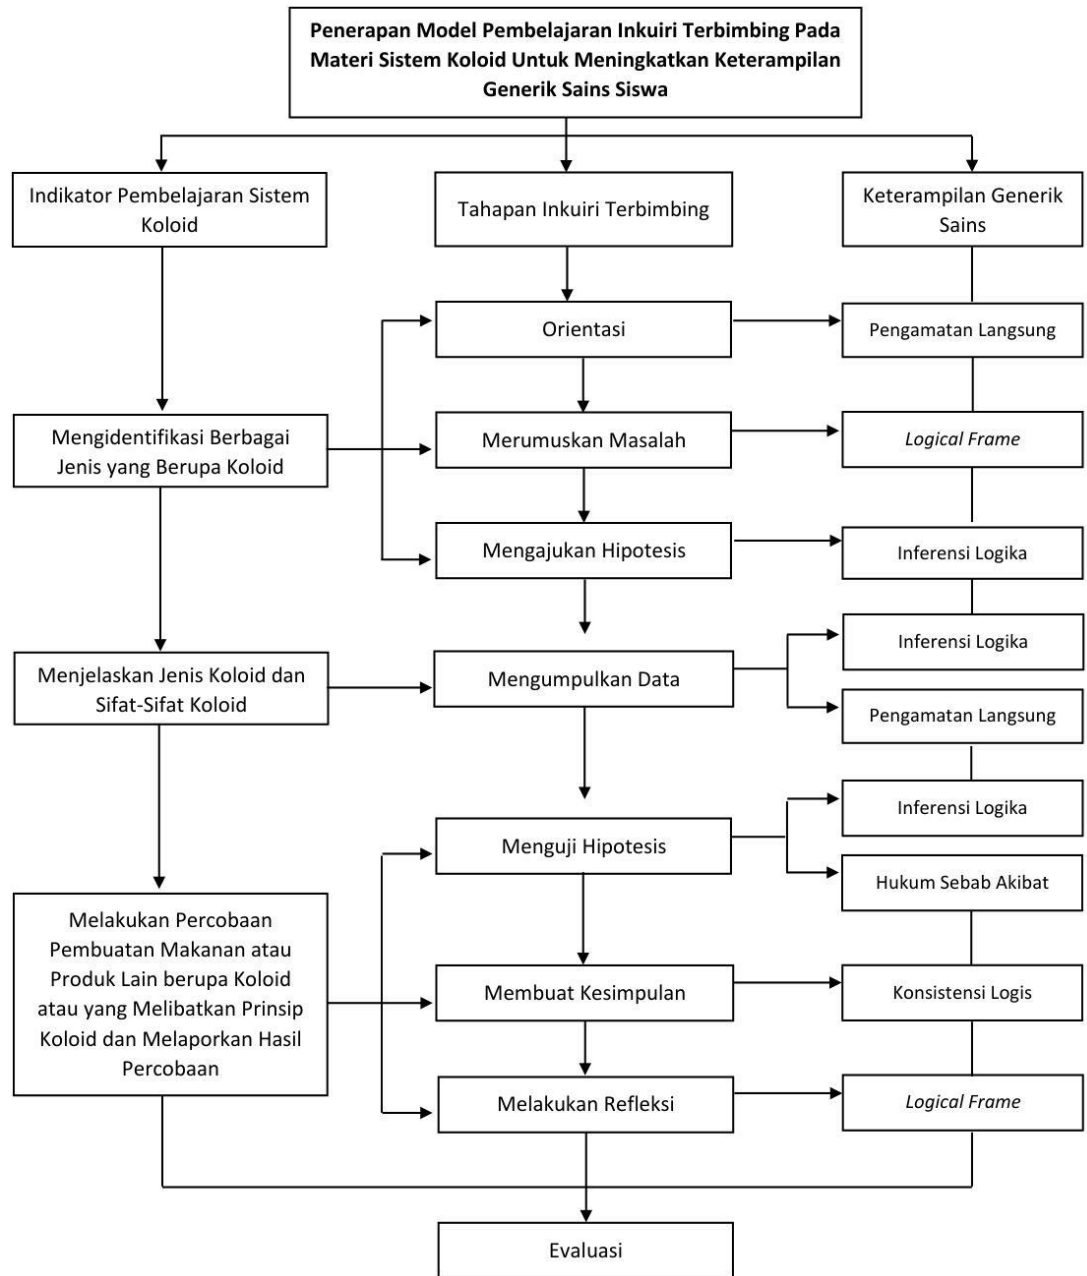 Penerapan Model Pembelajaran Inkuiri Terbimbing Pada
Materi Sistem Koloid Untuk Meningkatkan Keterampilan
Generik Sains Siswa
Indikator Pembelajaran Sistem
Koloid
Tahapan Inkuiri Terbimbing
Keterampilan Generik
Sains
Orientasi
Pengamatan Langsung
Mengidentifikasi Berbagai
Jenis yang Berupa Koloid
Merumuskan Masalah
Logical Frame
Mengajukan Hipotesis
Inferensi Logika
Menjelaskan Jenis Koloid dan
Sifat-Sifat Koloid
Mengumpulkan Data
Inferensi Logika
Pengamatan Langsung
Menguji Hipotesis
Inferensi Logika
Hukum Sebab Akibat
Melakukan Percobaan
Pembuatan Makanan atau
Produk Lain berupa Koloid
atau yang Melibatkan Prinsip
Koloid dan Melaporkan Hasil
Percobaan
Membuat Kesimpulan
Konsistensi Logis
Melakukan Refleksi
Logical Frame
Evaluasi